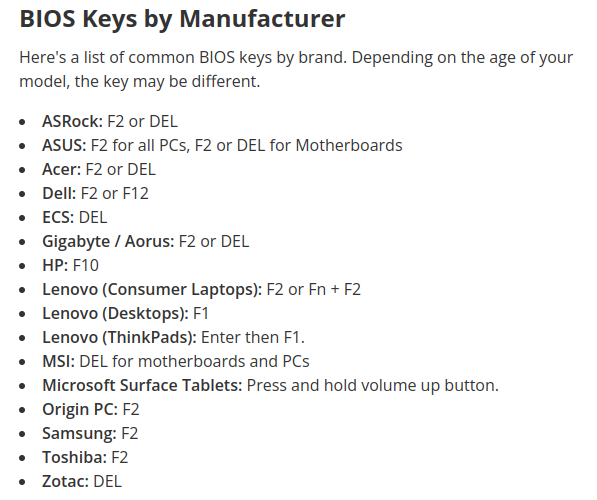 BIOS Keys by Manufacturer
Here's a list of common BIOS keys by brand. Depending on the age of your
model, the key may be different.
• ASRock: F2 or DEL
• ASUS: F2 for all PCs, F2 or DEL for Motherboards
• Acer: F2 or DEL
• Dell: F2 or F12
• ECS: DEL
• Gigabyte / Aorus: F2 or DEL
• HP: F10
• Lenovo (Consumer Laptops): F2 or Fn + F2
• Lenovo (Desktops): F1
• Lenovo (ThinkPads): Enter then F1.
• MSI: DEL for motherboards and PCs
• Microsoft Surface Tablets: Press and hold volume up button.
• Origin PC: F2
• Samsung: F2
• Toshiba: F2
• Zotac: DEL